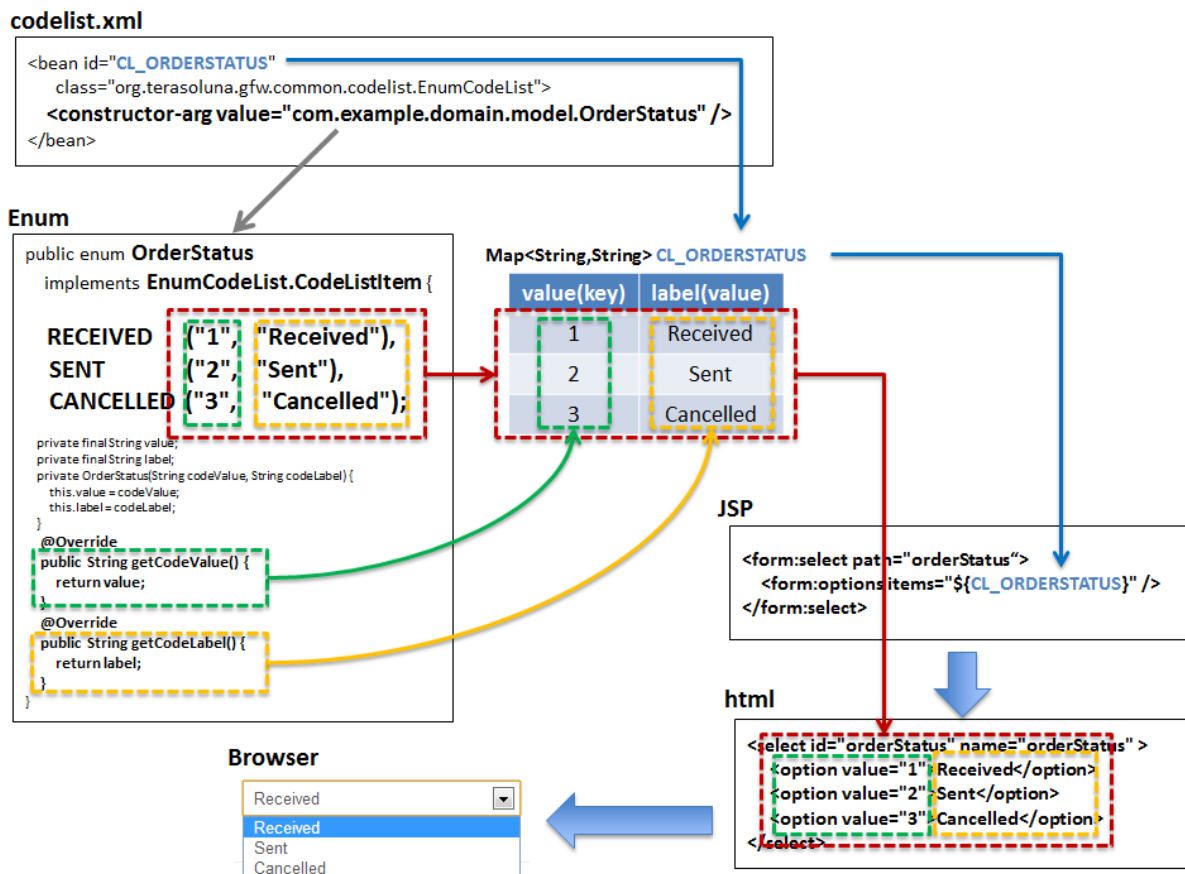 codelist.xml
<bean id="CL_ORDERSTATUS"
class="org.terasoluna.gfw.common.codelist.EnumCodeList">
<constructor-arg value="com.example.domain.model.OrderStatus" />
</bean>
Enum
public enum OrderStatus
implements EnumCodeList.CodeListItem {
RECEIVED ("1", "Received"),
SENT ("2", "Sent"),
CANCELLED ("3", "Cancelled");
private final String value;
private final String label;
private OrderStatus(String codeValue, String codeLabel) {
this.value = codeValue;
this.label = codeLabel;
}
@Override
public String getCodeValue() {
return value;
}
@Override
public String getCodeLabel() {
return label;
}
}
Map<String,String> CL_ORDERSTATUS
value(key) label(value)
1 Received
2 Sent
3 Cancelled
JSP
<form:select path="orderStatus“>
<form:options items="${CL_ORDERSTATUS}" />
</form:select>
html
<select id="orderStatus" name="orderStatus" >
<option value="1">Received</option>
<option value="2">Sent</option>
<option value="3">Cancelled</option>
</select>
Browser
Received
Received
Sent
Cancelled